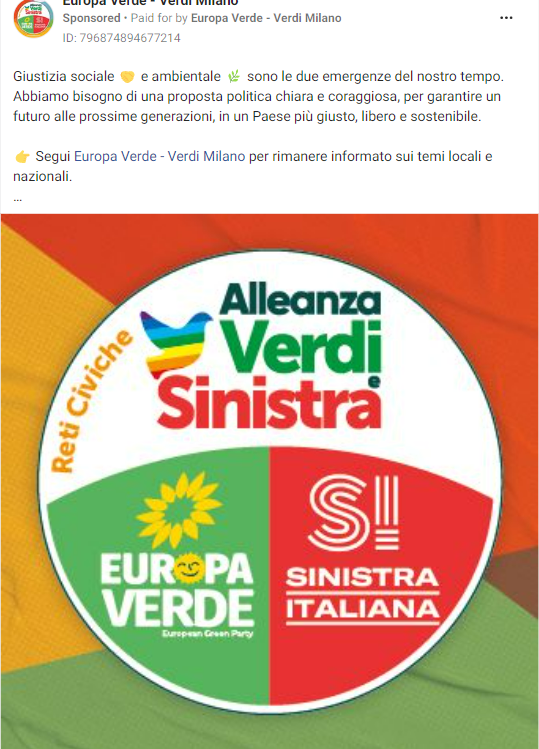 Europa Verde - Verdi Milano
Sponsored • Paid for by Europa Verde - Verdi Milano
ID: 796874894677214
Giustizia sociale 🤝 e ambientale 🌿 sono le due emergenze del nostro tempo.
Abbiamo bisogno di una proposta politica chiara e coraggiosa, per garantire un
futuro alle prossime generazioni, in un Paese più giusto, libero e sostenibile.
👉 Segui Europa Verde - Verdi Milano per rimanere informato sui temi locali e
nazionali.
...
Alleanza
Verdi
e
Sinistra
Reti Civiche
EUROPA
VERDE
European Green Party
SI
SINISTRA
ITALIANA